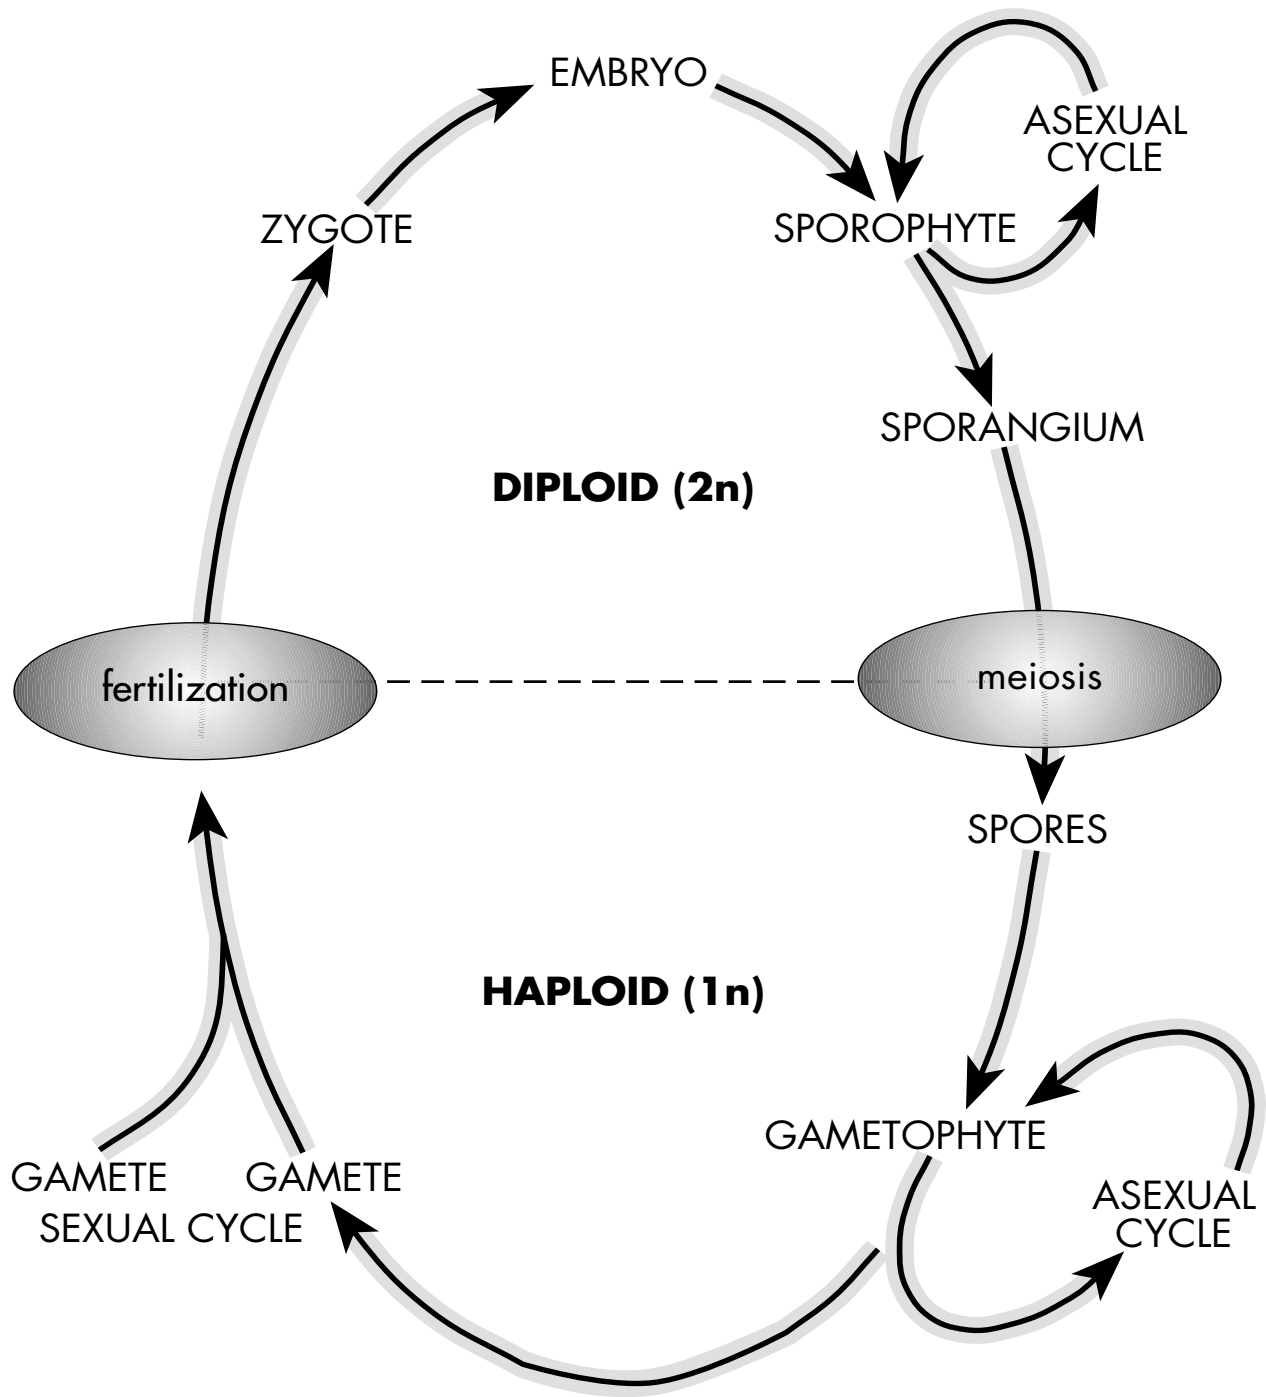 EMBRYO
ASEXUAL
CYCLE
ZYGOTE
SPOROPHYTE
SPORANGIUM
DIPLOID (2n)
fertilization
meiosis
SPORES
HAPLOID (1n)
GAMETOPHYTE
GAMETE GAMETE
SEXUAL CYCLE
ASEXUAL
CYCLE